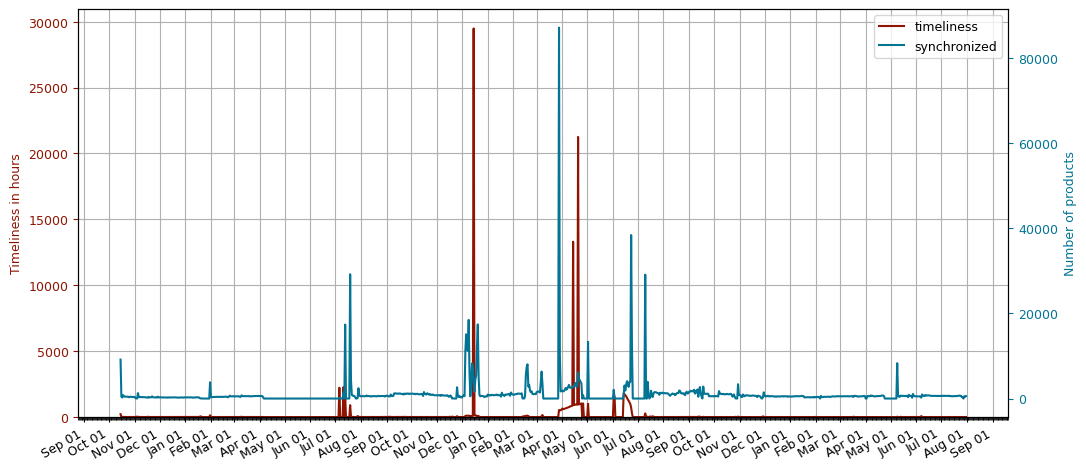 Timeliness in hours
30000
25000
20000
15000
10000
5000
0
timeliness
synchronized
80000
60000
40000
20000
0
Number of products
Sep 01 Oct 01 Nov 01 Dec 01 Jan 01 Feb 01 Mar 01 Apr 01 May 01 Jun 01 Jul 01 Aug 01 Sep 01 Oct 01 Nov 01 Dec 01 Jan 01 Feb 01 Mar 01 Apr 01 May 01 Jun 01 Jul 01 Aug 01 Sep 01 Oct 01 Nov 01 Dec 01 Jan 01 Feb 01 Mar 01 Apr 01 May 01 Jun 01 Jul 01 Aug 01 Sep 01